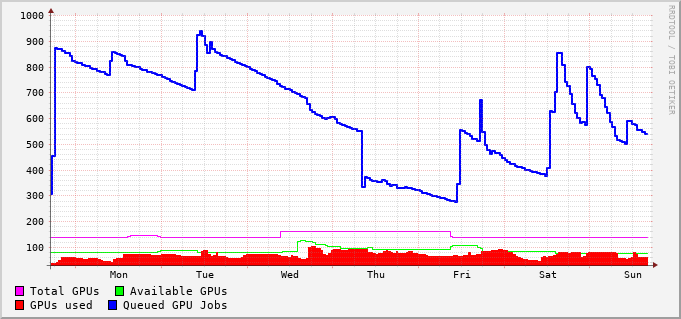 1000
900
800
700
600
500
400
300
200
100
Mon Tue Wed Thu Fri Sat Sun
Total GPUs Available GPUs
GPUs used Queued GPU Jobs
RRDTOOL / TOBI OETIKER